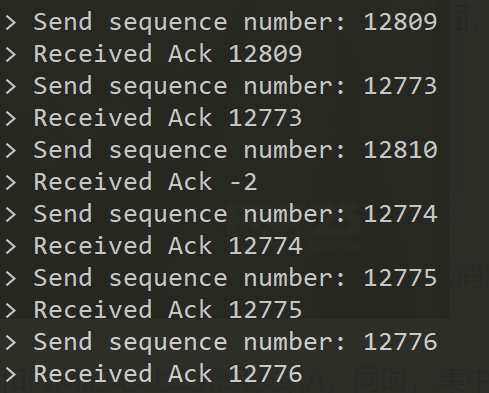 > Send sequence number: 12809
> Received Ack 12809
> Send sequence number: 12773
> Received Ack 12773
> Send sequence number: 12810
> Received Ack -2
> Send sequence number: 12774
> Received Ack 12774
> Send sequence number: 12775
> Received Ack 12775
> Send sequence number: 12776
> Received Ack 12776